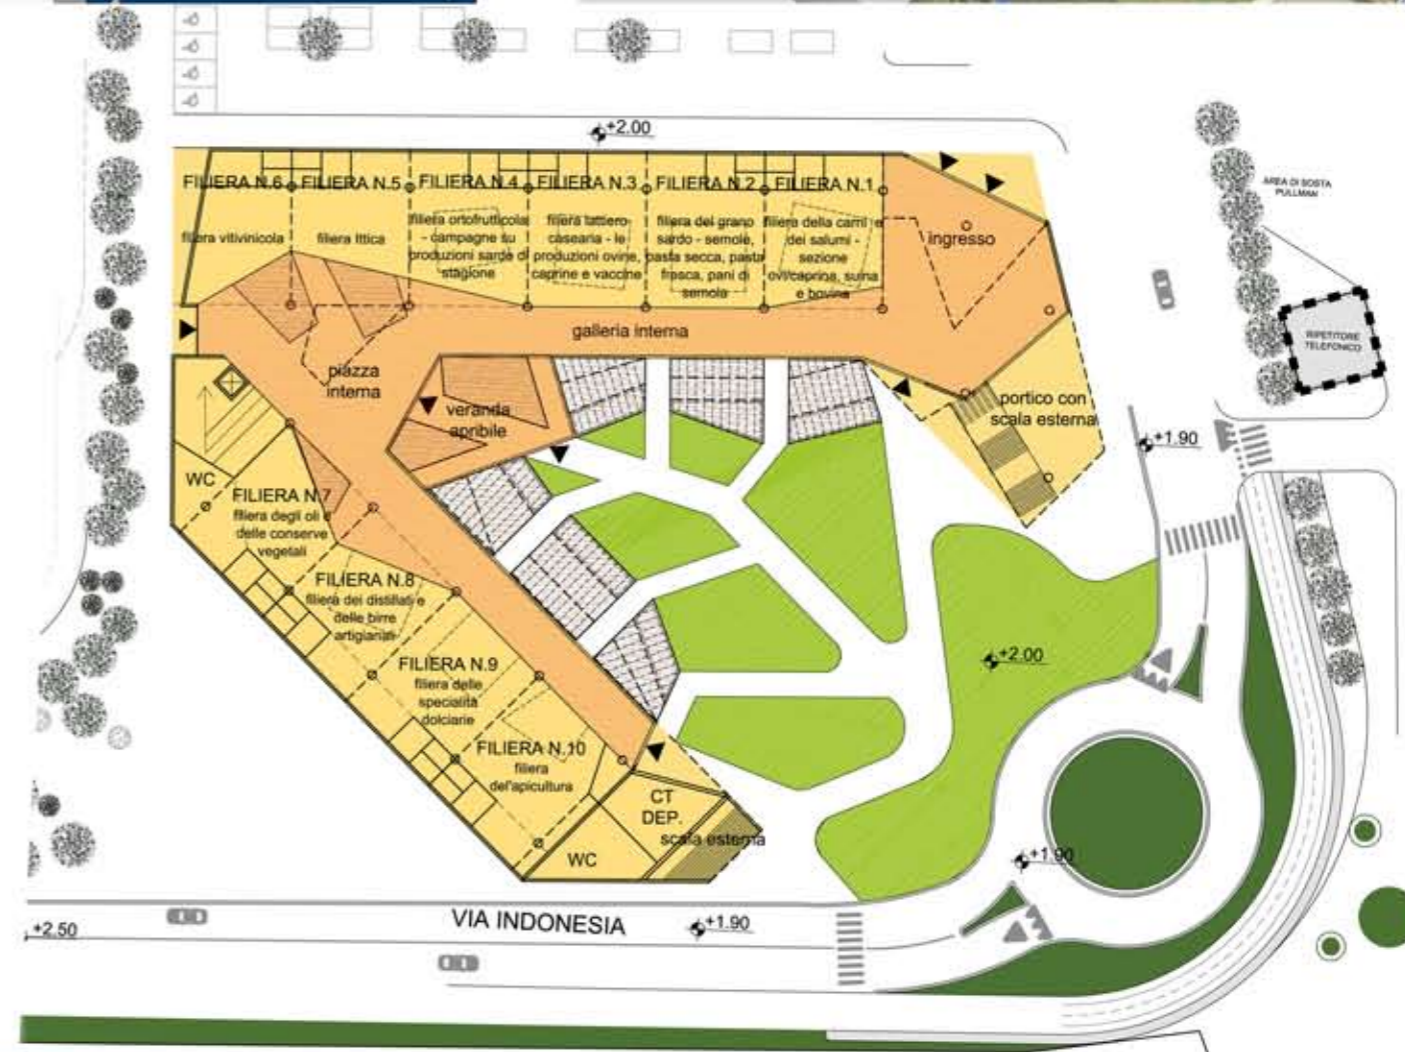 +2.00
FILIERA N.6
filiera vitivinicola
FILIERA N.5
filiera ittica
FILIERA N.4
filiera ortofrutticola
- campagne su
produzioni sarde di
stagione
FILIERA N.3
filiera lattiero-
casearia - le
produzioni ovine,
caprine e vaccine
FILIERA N.2
filiera del grano
sardo - semole,
pasta secca, pasta
fresca, pani di
semola
FILIERA N.1
filiera della carni e
dei salumi -
sezione
ovicaprina, suina
e bovina
ingresso
AREA DI SOSTA
PULLMAN
RIPETITORE
TELEFONICO
galleria interna
piazza
interna
veranda
apribile
portico con
scala esterna
+1.90
WC
FILIERA N.7
filiera degli oli e
delle conserve
vegetali
FILIERA N.8
filiera dei distillati e
delle birre
artigianali
FILIERA N.9
filiera delle
specialità
dolciarie
FILIERA N.10
filiera
del'apicultura
+2.00
CT
DEP.
scala esterna
WC
+1.90
VIA INDONESIA
+1.90
+2.50